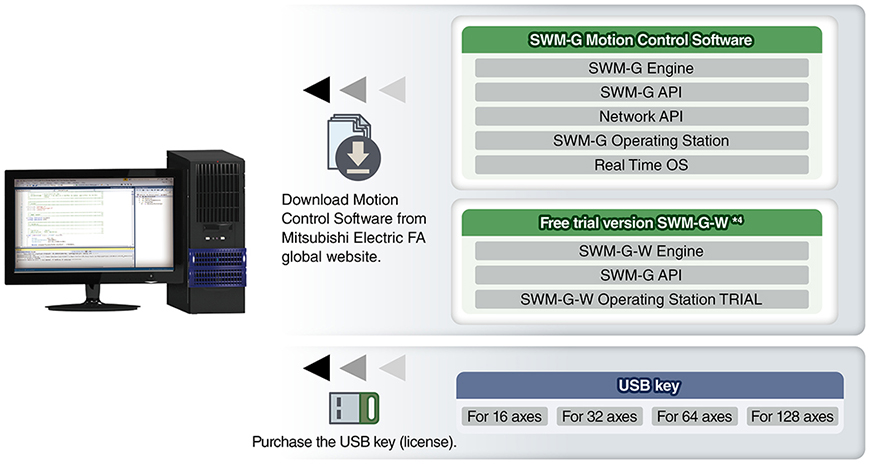 SWM-G Motion Control Software
SWM-G Engine
SWM-G API
Network API
SWM-G Operating Station
Real Time OS
Download Motion
Control Software from
Mitsubishi Electric FA
global website.
Free trial version SWM-G-W *4
SWM-G-W Engine
SWM-G API
SWM-G-W Operating Station TRIAL
USB key
For 16 axes
For 32 axes
For 64 axes
For 128 axes
Purchase the USB key (license).